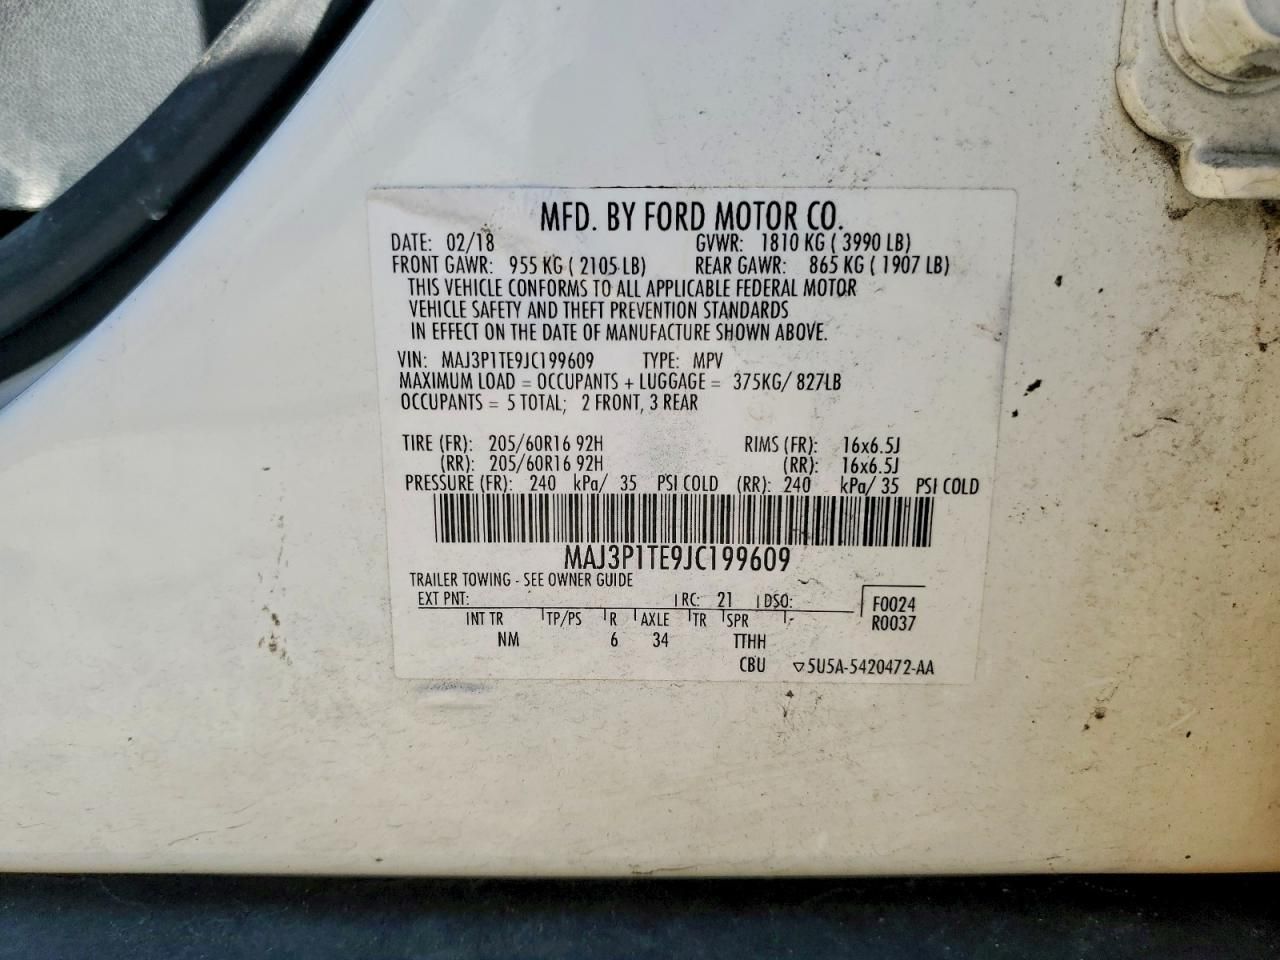 MFD. BY FORD MOTOR CO.
DATE: 02/18 GVWR: 1810 KG ( 3990 LB)
FRONT GAWR: 955 KG ( 2105 LB) REAR GAWR: 865 KG ( 1907 LB)
THIS VEHICLE CONFORMS TO ALL APPLICABLE FEDERAL MOTOR
VEHICLE SAFETY AND THEFT PREVENTION STANDARDS
IN EFFECT ON THE DATE OF MANUFACTURE SHOWN ABOVE.
VIN: MAJ3P1TE9JC199609 TYPE: MPV
MAXIMUM LOAD = OCCUPANTS + LUGGAGE = 375KG/ 827LB
OCCUPANTS = 5 TOTAL; 2 FRONT, 3 REAR
TIRE (FR): 205/60R16 92H RIMS (FR): 16x6.5J
(RR): 205/60R16 92H (RR): 16x6.5J
PRESSURE (FR): 240 kPa/ 35 PSI COLD (RR): 240 kPa/ 35 PSI COLD
MAJ3P1TE9JC199609
TRAILER TOWING - SEE OWNER GUIDE
EXT PNT: RC: 21 DSO: F0024
INT TR TP/PS R AXLE TR SPR R0037
NM 6 34 TTHH
CBU ▽5U5A-5420472-AA